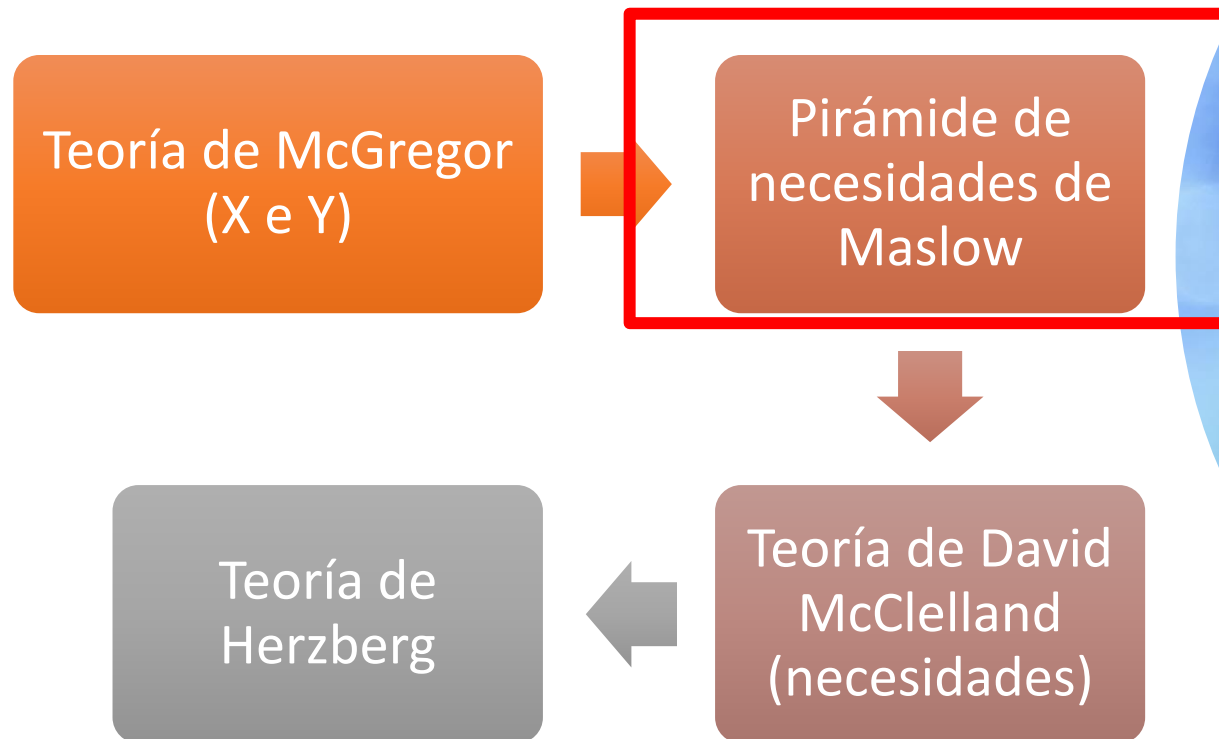 Teoría de McGregor
(X e Y)
Pirámide de
necesidades de
Maslow
Teoría de David
McClelland
(necesidades)
Teoría de
Herzberg